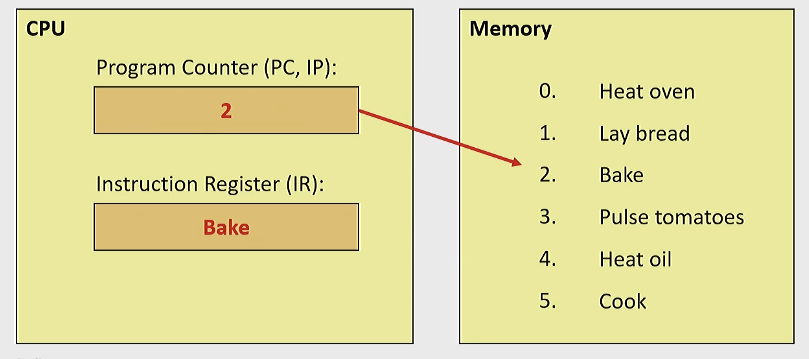 CPU
Program Counter (PC, IP):
2
Instruction Register (IR):
Bake
Memory
0. Heat oven
1. Lay bread
2. Bake
3. Pulse tomatoes
4. Heat oil
5. Cook